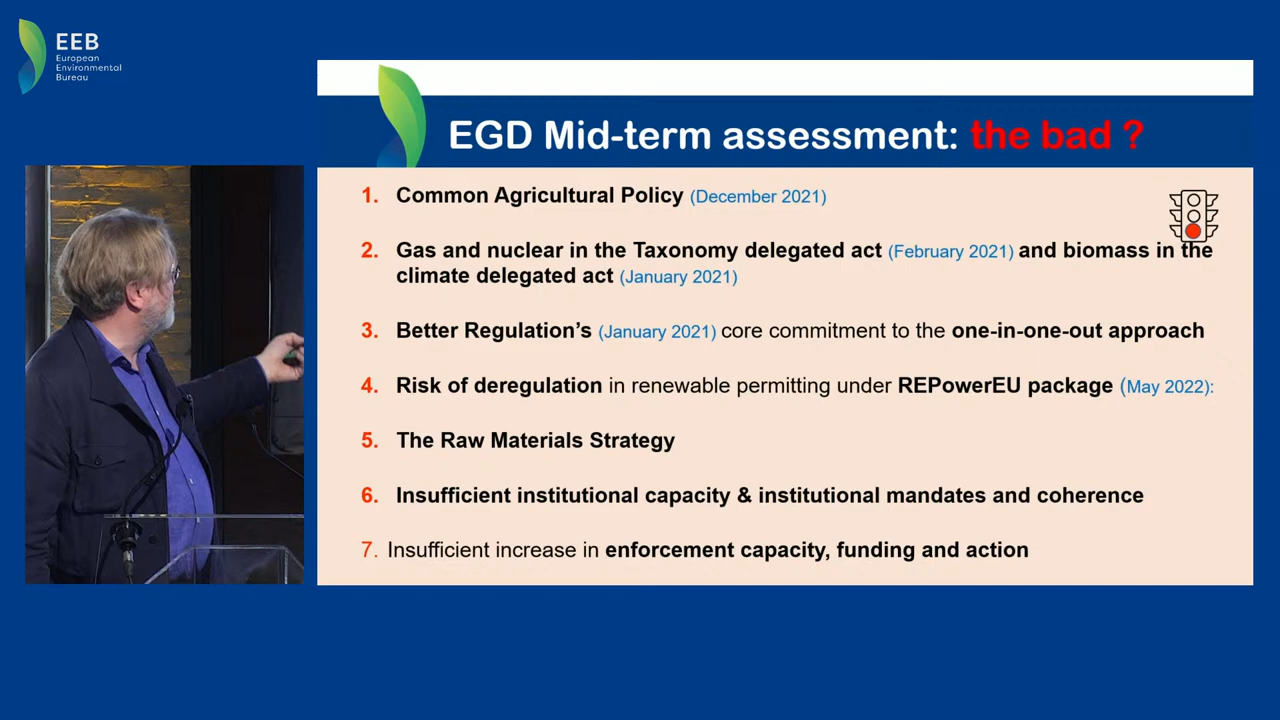 EEB
European
Environmental
Bureau
EGD Mid-term assessment: the bad ?
1. Common Agricultural Policy (December 2021)
2. Gas and nuclear in the Taxonomy delegated act (February 2021) and biomass in the
climate delegated act (January 2021)
3. Better Regulation’s (January 2021) core commitment to the one-in-one-out approach
4. Risk of deregulation in renewable permitting under REPowerEU package (May 2022):
5. The Raw Materials Strategy
6. Insufficient institutional capacity & institutional mandates and coherence
7. Insufficient increase in enforcement capacity, funding and action